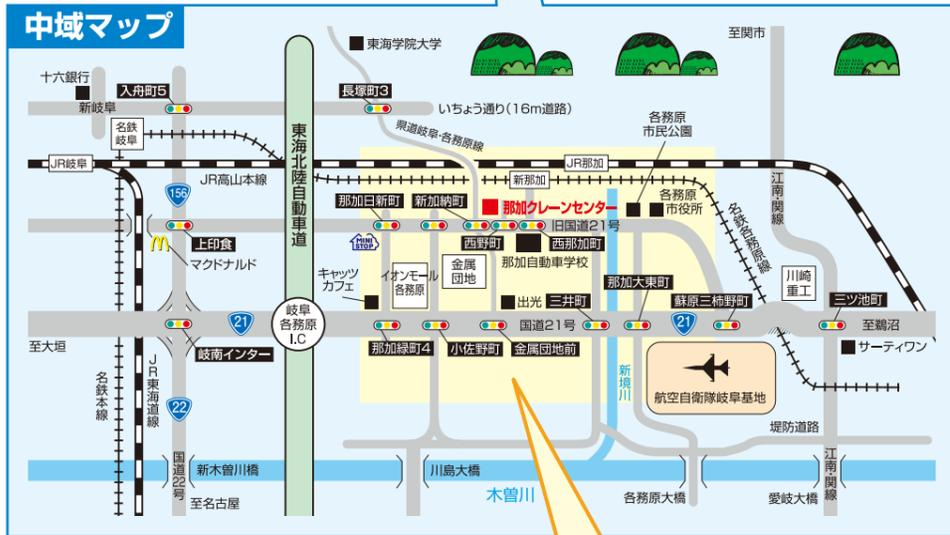 中域マップ
東海学院大学
至関市
十六銀行
新岐阜
入舟町5
長塚町3
いちょう通り(16m道路)
名鉄
岐阜
県道岐阜・各務原線
各務原
市民公園
JR岐阜
JR那加
JR高山本線
新那加
東海北陸自動車道
江南・関線
156
那加日新町
新加納町
那加クレーンセンター
各務原
市役所
旧国道21号
名鉄各務原線
上印食
MINI
STOP
西野町
西那加町
那加自動車学校
マクドナルド
キャッツ
カフェ
イオンモール
各務原
金属
団地
出光
三井町
那加大東町
蘇原三柿野町
川崎
重工
三ツ池町
岐阜
各務原
I.C
21
国道21号
21
至鵜沼
至大垣
岐南インター
那加緑町4
小佐野町
金属団地前
サーティワン
名鉄本線
JR東海道線
新境川
航空自衛隊岐阜基地
22
堤防道路
国道22号
新木曽川橋
川島大橋
木曽川
各務原大橋
愛岐大橋
江南・関線
至名古屋